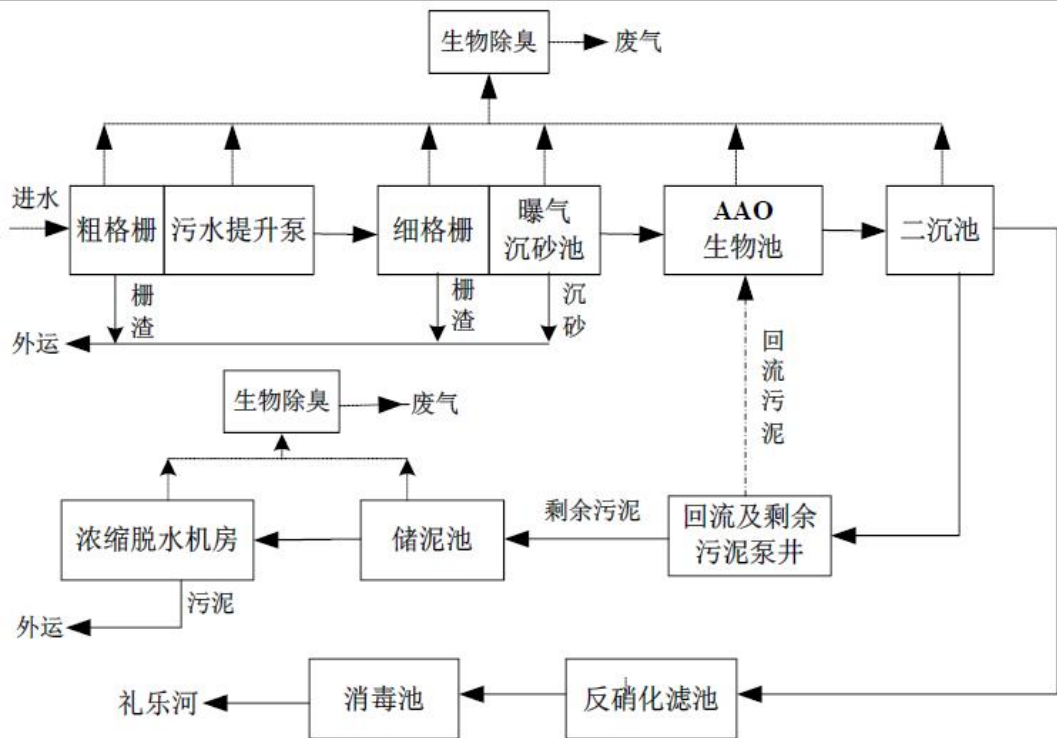 生物除臭
废气
进水
粗格栅
污水提升泵
细格栅
曝气
沉砂池
AAO
生物池
二沉池
栅渣
栅渣
沉砂
外运
回流污泥
生物除臭
废气
浓缩脱水机房
储泥池
剩余污泥
回流及剩余
污泥泵井
污泥
外运
礼乐河
消毒池
反硝化滤池